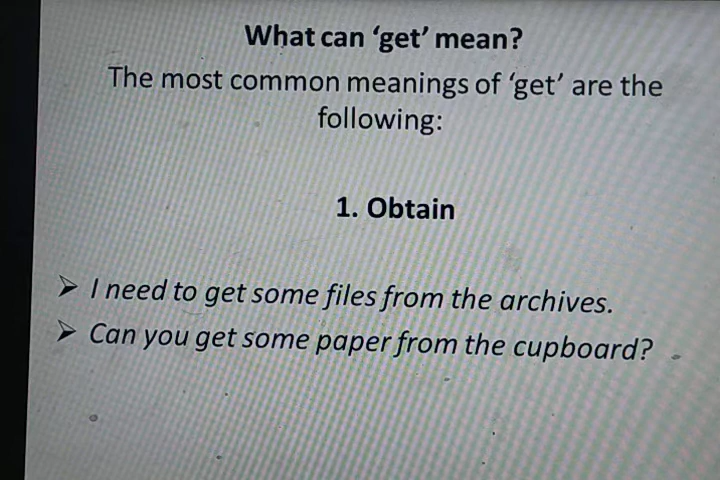 What can ‘get’ mean?
The most common meanings of ‘get’ are the
following:
1. Obtain
➢ I need to get some files from the archives.
➢ Can you get some paper from the cupboard?